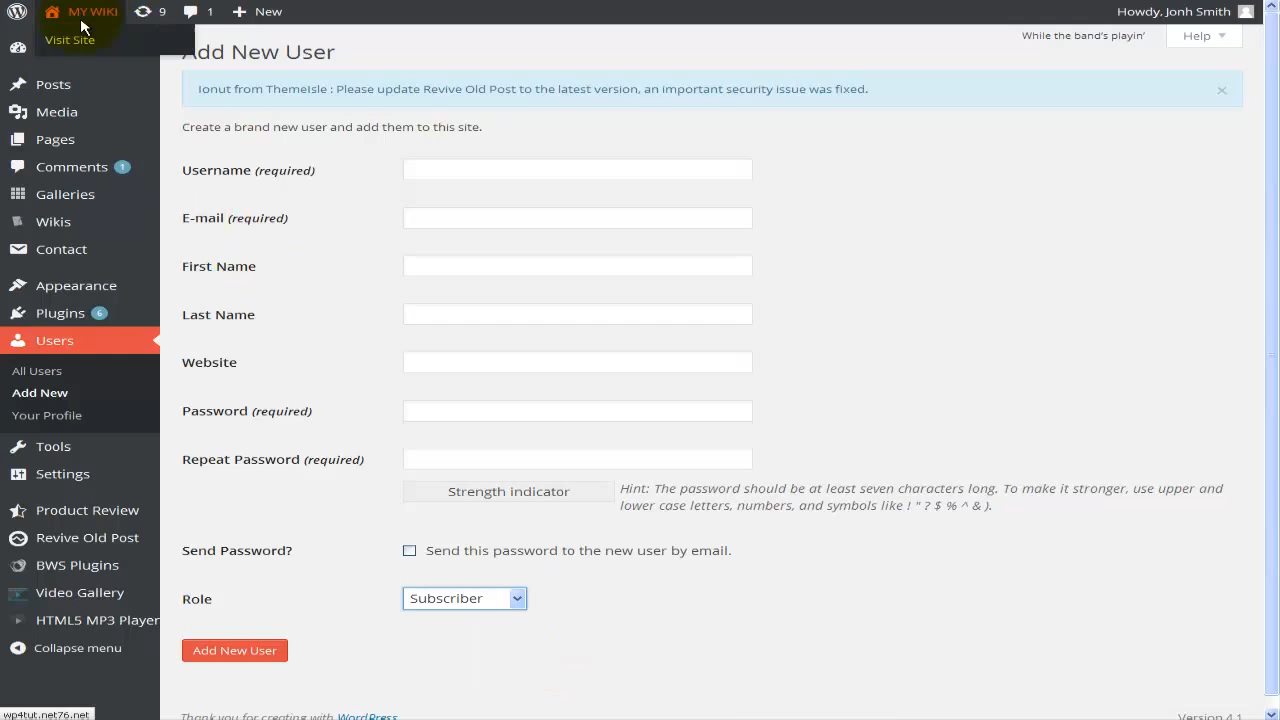 MY WIKI 9 1 New Howdy, Jonh Smith
Visit Site
While the band's playin'
Help
Add New User
Ionut from ThemeIsle : Please update Revive Old Post to the latest version, an important security issue was fixed.
Create a brand new user and add them to this site.
Posts
Media
Pages
Comments 1
Galleries
Wikis
Contact
Appearance
Plugins 6
Users
All Users
Add New
Your Profile
Tools
Settings
Product Review
Revive Old Post
BWS Plugins
Video Gallery
HTML5 MP3 Player
Collapse menu
Username (required)
E-mail (required)
First Name
Last Name
Website
Password (required)
Repeat Password (required)
Strength indicator
Hint: The password should be at least seven characters long. To make it stronger, use upper and
lower case letters, numbers, and symbols like ! " ? $ % ^ & ).
Send Password?
Send this password to the new user by email.
Role
Subscriber
Add New User
Thank you for creating with WordPress
Version 4.1
wp4tut.net76.net